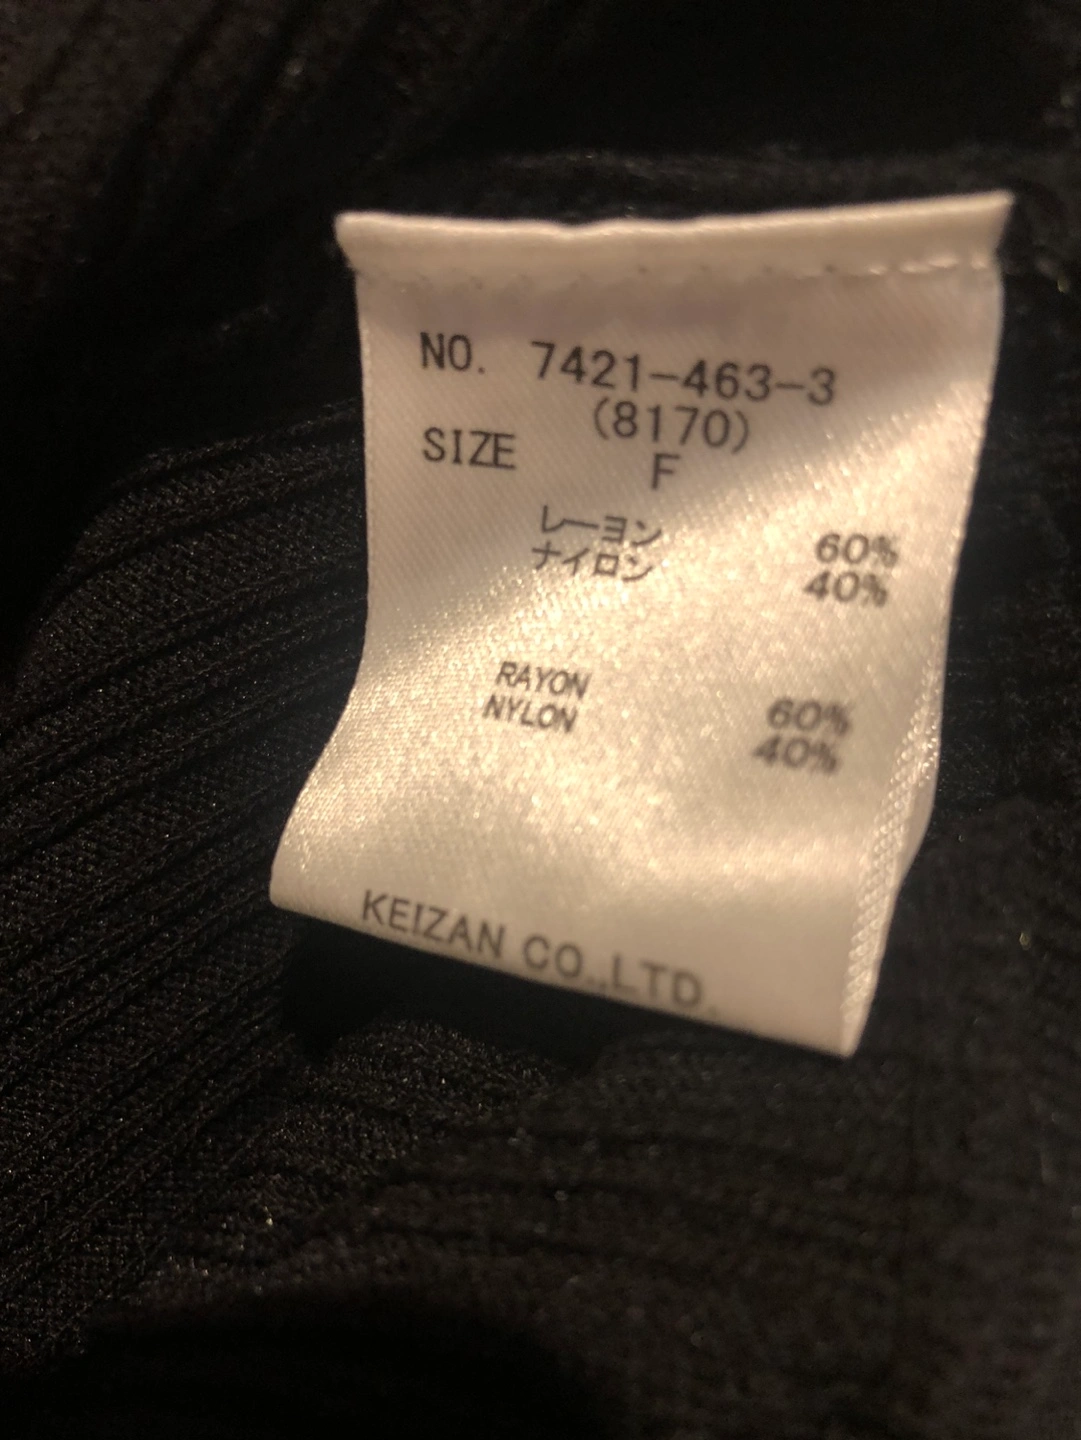 NO. 7421-463-3
(8170)
SIZE F
レーヨン 60%
ナイロン 40%
RAYON 60%
NYLON 40%
KEIZAN CO.,LTD.